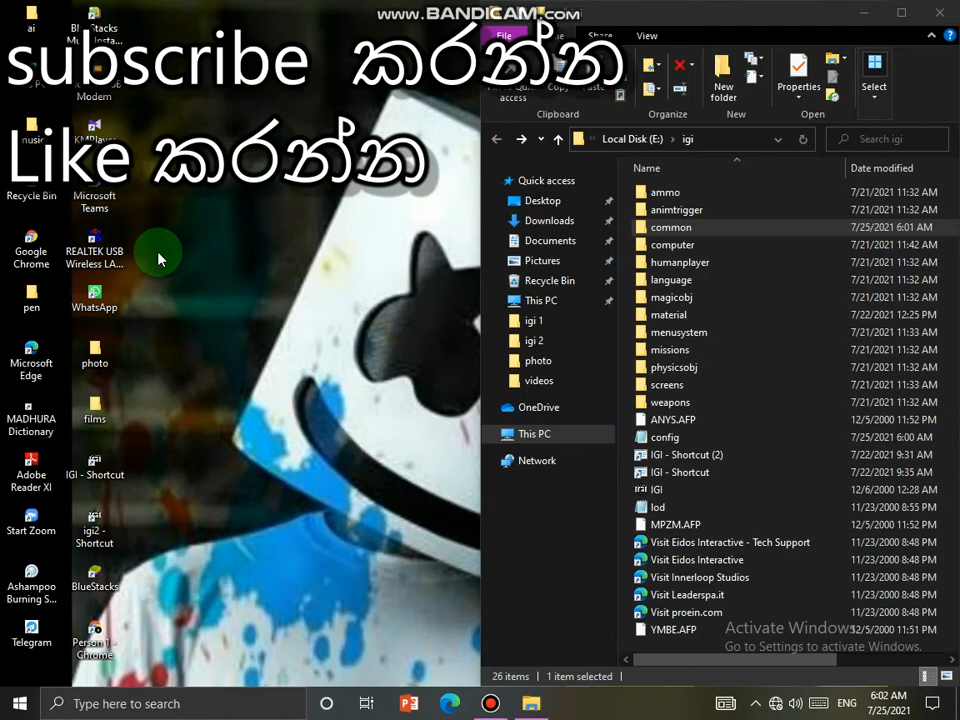 www.BANDICAM.com
subscribe කරන්න
Like කරන්න
ai
BlueStacks
Modem
music
KMPlayer
Recycle Bin
Microsoft
Teams
Google
Chrome
REALTEK USB
Wireless LA...
pen
WhatsApp
Microsoft
Edge
photo
MADHURA
Dictionary
films
Adobe
Reader XI
IGI - Shortcut
Start Zoom
igi2 -
Shortcut
Ashampoo
Burning S...
BlueStacks
Telegram
Person 1 -
Chrome
File
Share
View
access
Copy
Clipboard
Organize
New
folder
New
Properties
Open
Select
Local Disk (E:) > igi
Search igi
Quick access
Desktop
Downloads
Documents
Pictures
Recycle Bin
This PC
igi 1
igi 2
photo
videos
OneDrive
This PC
Network
Name Date modified
ammo 7/21/2021 11:32 AM
animtrigger 7/21/2021 11:32 AM
common 7/25/2021 6:01 AM
computer 7/21/2021 11:42 AM
humanplayer 7/21/2021 11:32 AM
language 7/21/2021 11:32 AM
magicobj 7/21/2021 11:32 AM
material 7/22/2021 12:25 PM
menusystem 7/21/2021 11:33 AM
missions 7/21/2021 11:32 AM
physicsobj 7/21/2021 11:32 AM
screens 7/21/2021 11:33 AM
weapons 7/21/2021 11:32 AM
ANYS.AFP 12/5/2000 11:52 PM
config 7/25/2021 6:00 AM
IGI - Shortcut (2) 7/22/2021 9:31 AM
IGI - Shortcut 7/22/2021 9:35 AM
IGI 12/6/2000 12:28 AM
lod 11/23/2000 8:55 PM
MPZM.AFP 12/5/2000 11:52 PM
Visit Eidos Interactive - Tech Support 11/23/2000 8:48 PM
Visit Eidos Interactive 11/23/2000 8:48 PM
Visit Innerloop Studios 11/23/2000 8:48 PM
Visit Leaderspa.it 11/23/2000 8:48 PM
Visit proein.com 11/23/2000 8:48 PM
YMBE.AFP 12/5/2000 11:51 PM
Activate Windows
Go to Settings to activate Windows.
26 items 1 item selected
Type here to search
ENG
6:02 AM
7/25/2021